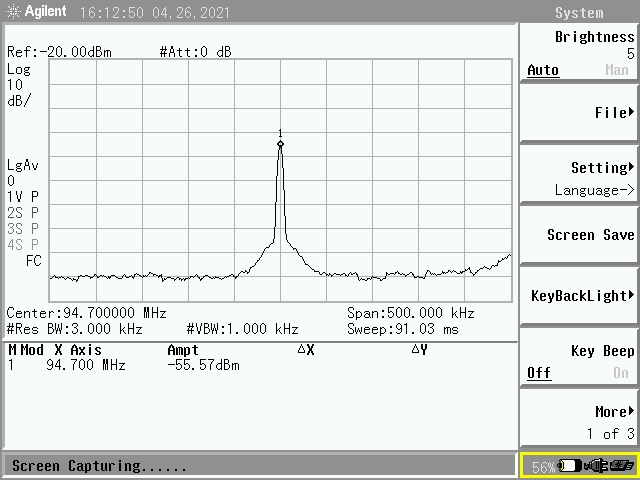 Agilent 16:12:50 04,26,2021 System
Ref:-20.00dBm #Att:0 dB
Log
10
dB/
1
LgAv
0
1V P
2S P
3S P
4S P
FC
Center:94.700000 MHz Span:500.000 kHz
#Res BW:3.000 kHz #VBW:1.000 kHz Sweep:91.03 ms
M Mod X Axis Ampt △X △Y
1 94.700 MHz -55.57dBm
Screen Capturing......
Brightness
5
Auto Man
File
Setting
Language->
Screen Save
KeyBackLight
Key Beep
Off On
More
1 of 3
56%